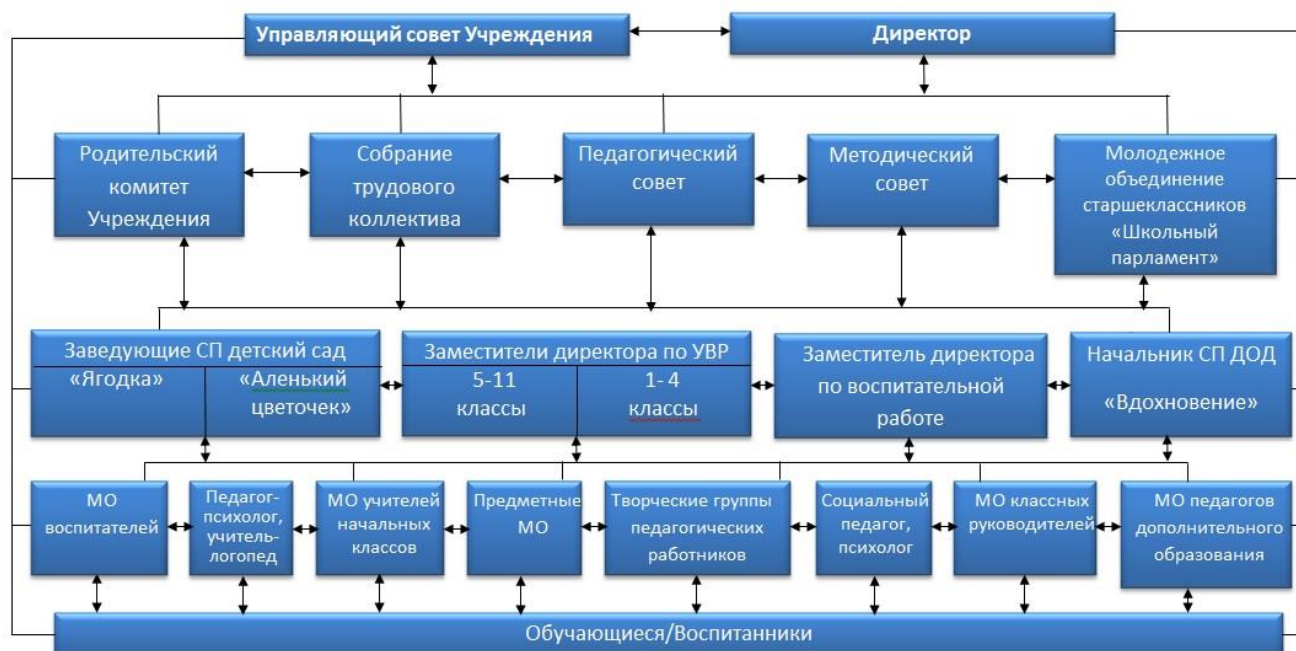 Управляющий совет Учреждения
Директор
Родительский
комитет
Учреждения
Собрание
трудового
коллектива
Педагогический
совет
Методический
совет
Молодежное
объединение
старшеклассников
«Школьный
парламент»
Заведующие СП детский сад
«Ягодка»
«Аленький
цветочек»
Заместители директора по УВР
5-11
классы
1- 4
классы
Заместитель директора
по воспитательной
работе
Начальник СП ДОД
«Вдохновение»
МО
воспитателей
Педагог-
психолог,
учитель-
логопед
МО учителей
начальных
классов
Предметные
МО
Творческие группы
педагогических
работников
Социальный
педагог,
психолог
МО классных
руководителей
МО педагогов
дополнительного
образования
Обучающиеся/Воспитанники